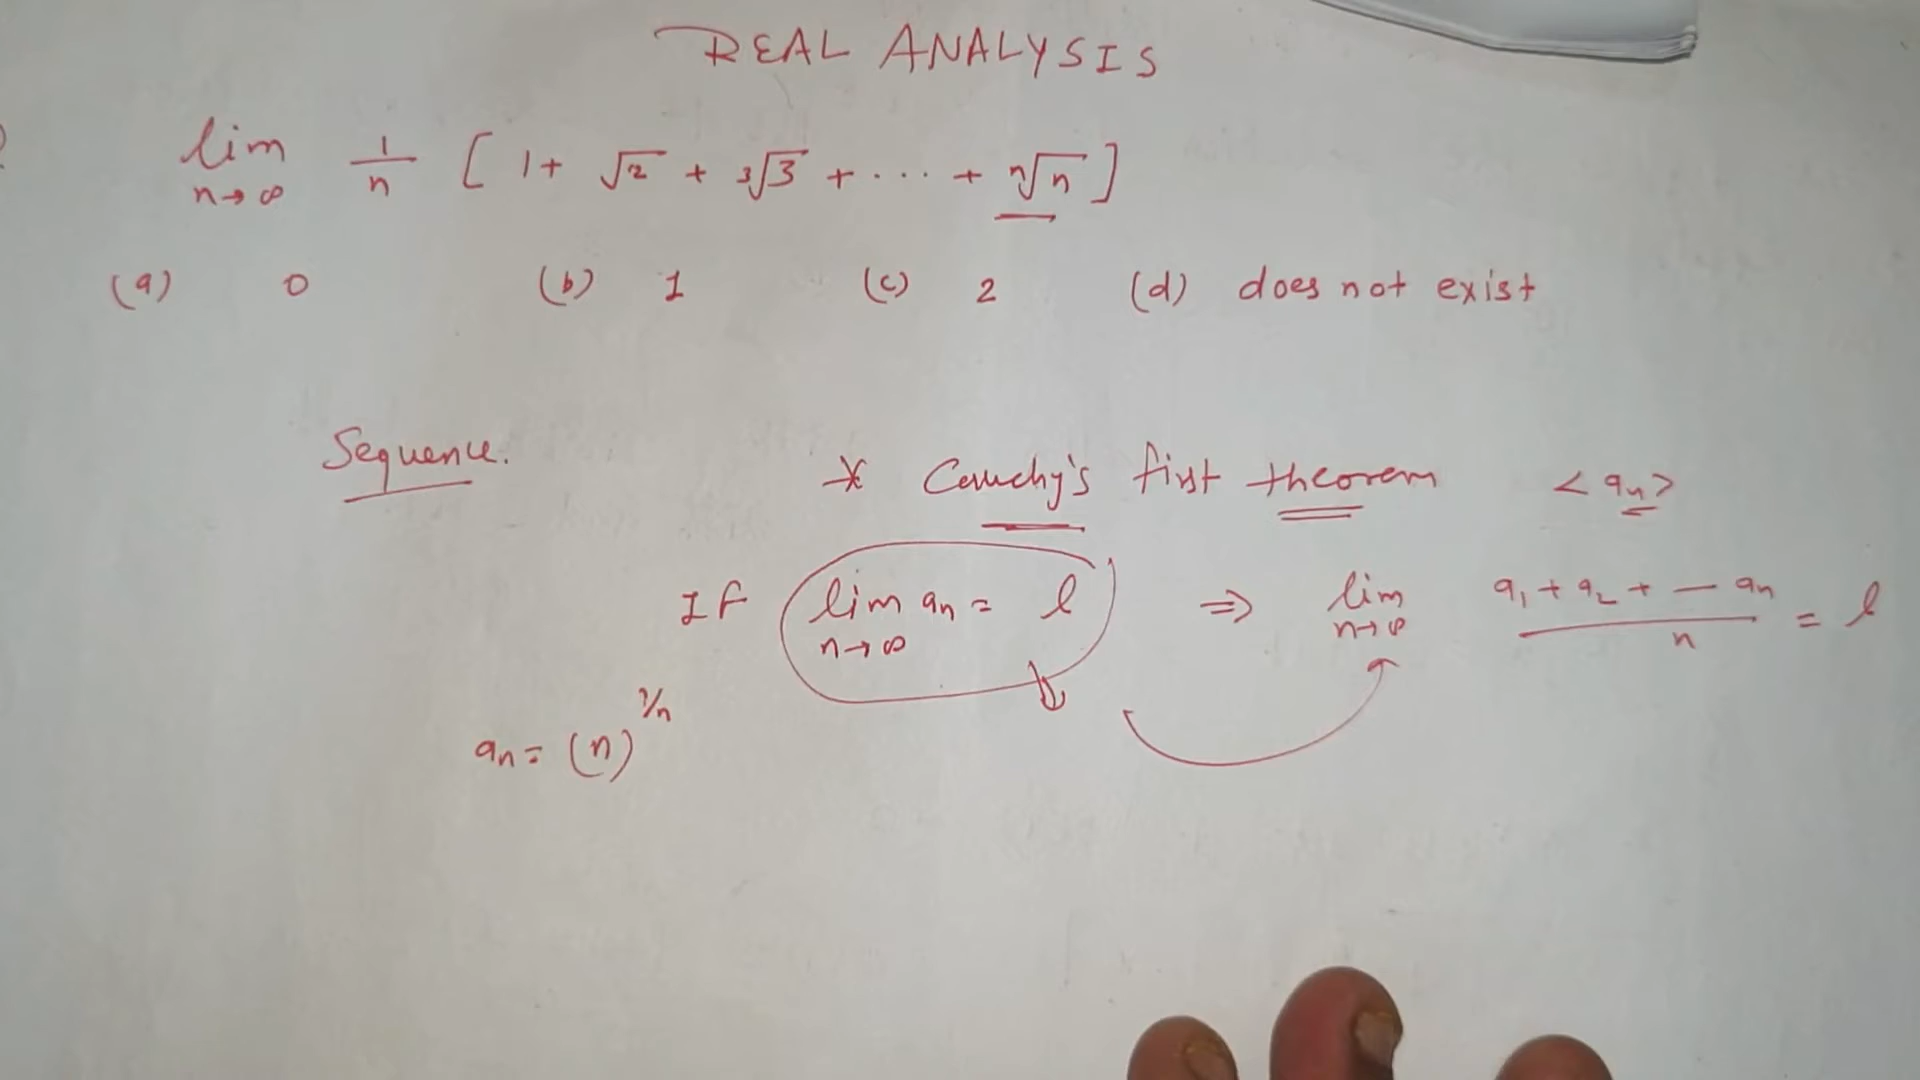 REAL ANALYSIS
lim n→∞ 1/n [ 1 + √2 + ³√3 + ... + ⁿ√n ]
(a) 0 (b) 1 (c) 2 (d) does not exist
Sequence.
* Cauchy's first theorem <an>
If lim n→∞ an = l ⇒ lim n→∞ (a1 + a2 + — an)/n = l
an = (n)^1/n